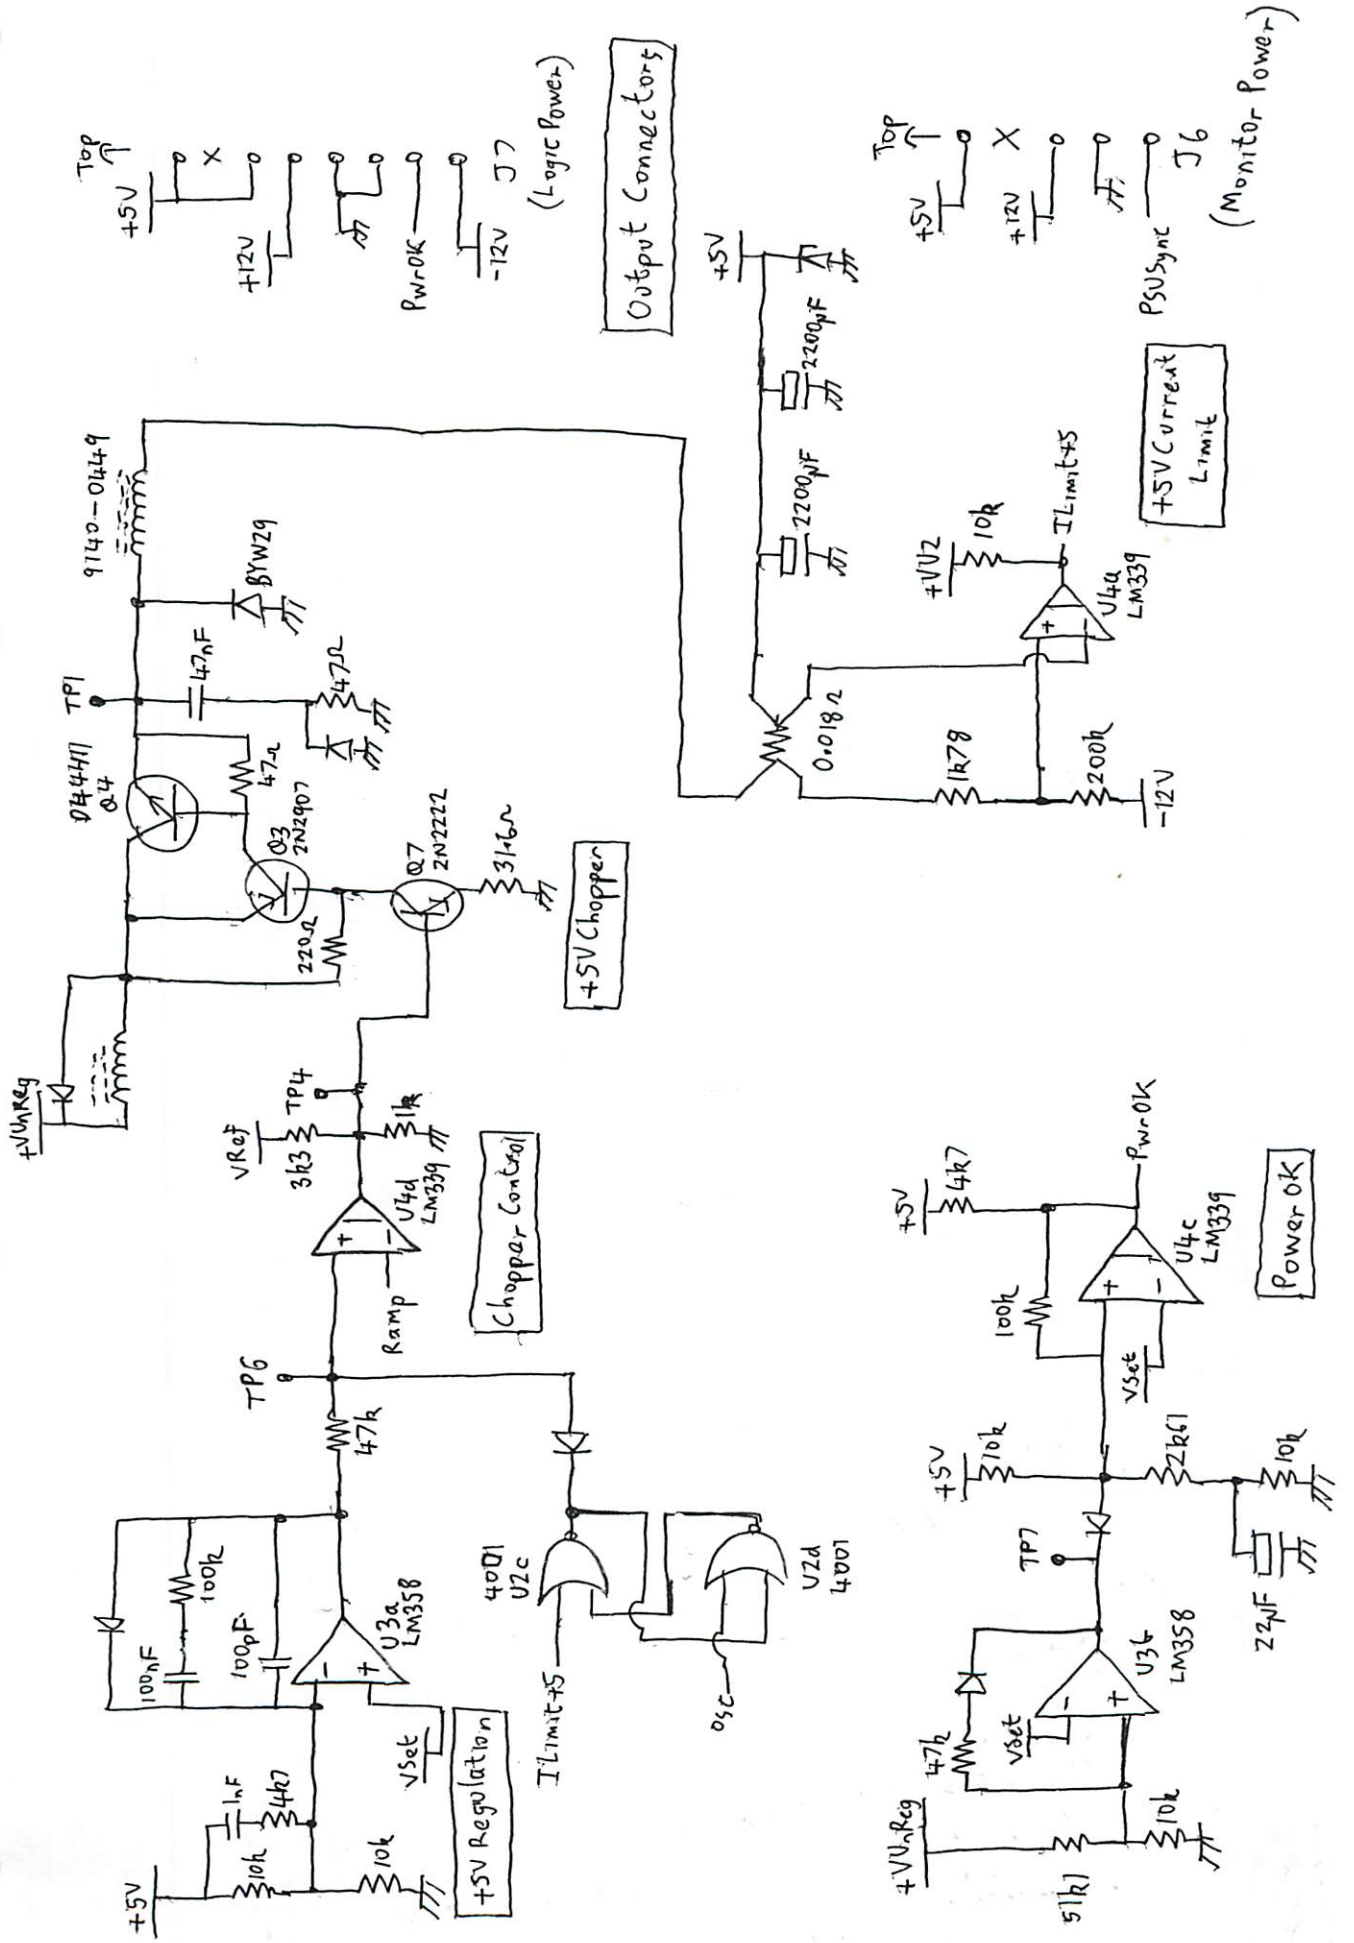 +5V
10k
1nF
4k7
10k
100nF
100k
100pF
U3a
LM358
VSet
+5V Regulation
47k
TP6
ILimit+5
4001
U2c
Osc
U2d
4001
Ramp
U4d
LM339
VRef
3k3
TP4
1k
Chopper Control
+VUnReg
220Ω
Q3
2N2907
Q7
2N2222
31.6Ω
D44H11
Q4
47Ω
TP1
47nF
47Ω
BYW29
9740-0449
+5V Chopper
Top
+5V
X
+12V
PwrOK
-12V
J7
(Logic Power)
Output Connectors
+VUnReg
51k1
10k
47k
VSet
U3b
LM358
TP7
+5V
10k
2k61
22µF
10k
VSet
100k
+5V
4k7
U4c
LM339
PwrOK
Power OK
0.018Ω
1k78
200k
-12V
2200µF
2200µF
+5V
+VV2
10k
U4a
LM339
ILimit+5
+5V Current
Limit
Top
+5V
X
+12V
PSUSync
J6
(Monitor Power)